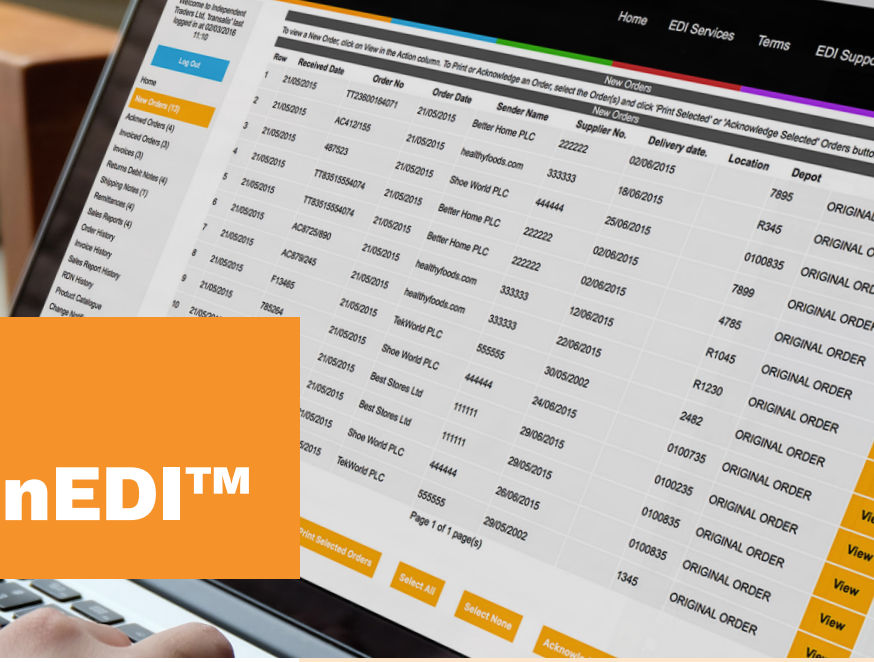 Home EDI Services Terms EDI Suppo
Welcome to Independent
Traders Ltd, 'transalis' last
logged in at 02/03/2016
11:10
Log Out
Home
New Orders (13)
Acknwd Orders (4)
Invoiced Orders (3)
Invoices (3)
Returns Debit Notes (4)
Shipping Notes (1)
Remittances (4)
Sales Reports (4)
Order History
Invoice History
Sales Report History
RDN History
Product Catalogue
Change
New Orders
To view a New Order, click on View in the Action column. To Print or Acknowledge an Order, select the Order(s) and click 'Print Selected' or 'Acknowledge Selected' Orders butto
New Orders
Row Received Date Order No Order Date Sender Name Supplier No. Delivery date. Location Depot
1 21/05/2015 TT23600164071 21/05/2015 Better Home PLC 222222 02/06/2015 7895 ORIGINAL
2 21/05/2015 AC412/155 21/05/2015 healthyfoods.com 333333 18/06/2015 R345 ORIGINAL O
3 21/05/2015 487523 21/05/2015 Shoe World PLC 444444 25/06/2015 0100835 ORIGINAL ORD
4 21/05/2015 TT83515554074 21/05/2015 Better Home PLC 222222 02/06/2015 7899 ORIGINAL ORDER
5 21/05/2015 TT83515554074 21/05/2015 Better Home PLC 222222 02/06/2015 4785 ORIGINAL ORDER
6 21/05/2015 AC8725/890 21/05/2015 healthyfoods.com 333333 12/06/2015 R1045 ORIGINAL ORDER
7 21/05/2015 AC879/245 21/05/2015 healthyfoods.com 333333 22/06/2015 R1230 ORIGINAL ORDER
8 21/05/2015 F13465 21/05/2015 TekWorld PLC 555555 30/05/2002 2482 ORIGINAL ORDER
9 21/05/2015 785264 21/05/2015 Shoe World PLC 444444 24/06/2015 0100735 ORIGINAL ORDER
10 21/05/20 21/05/2015 Best Stores Ltd 111111 29/06/2015 0100235 ORIGINAL ORDER View
21/05/2015 Best Stores Ltd 111111 29/05/2015 0100835 ORIGINAL ORDER View
21/05/2015 Shoe World PLC 444444 26/06/2015 0100835 ORIGINAL ORDER View
5/2015 TekWorld PLC 555555 29/05/2002 1345 ORIGINAL ORDER View
Page 1 of 1 page(s)
Print Selected Orders Select All Select None Acknowle
nEDI™